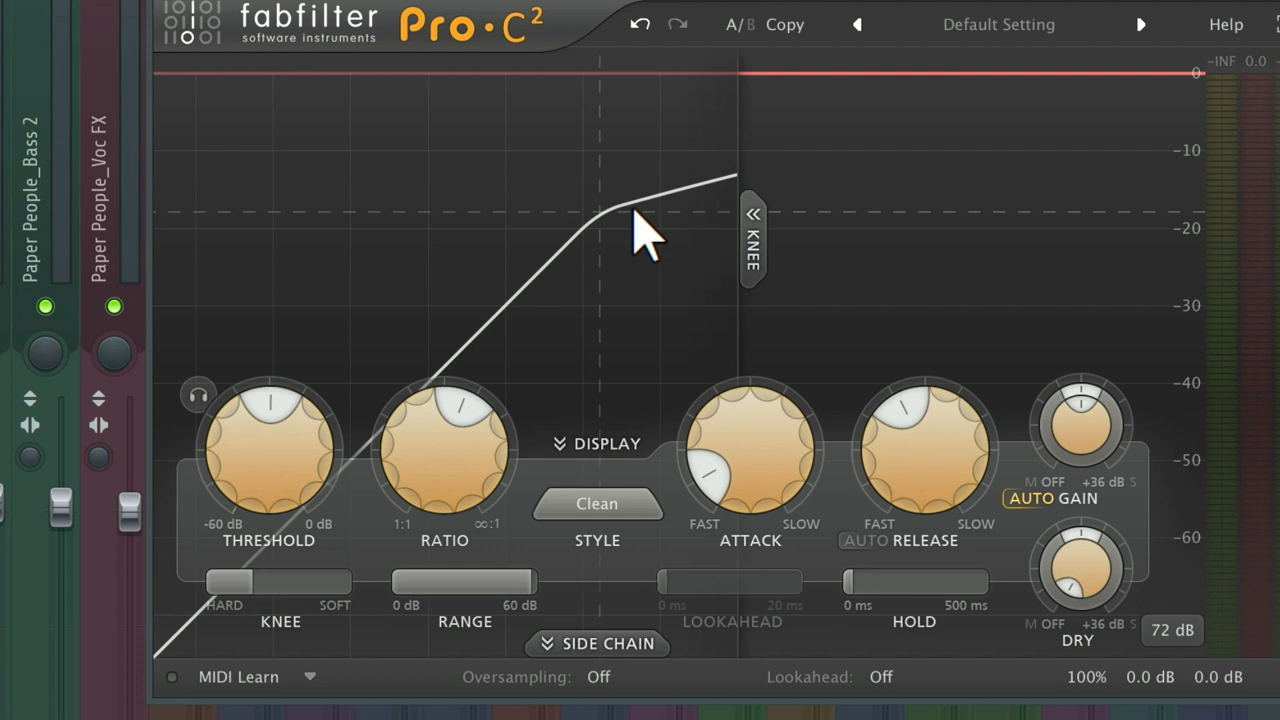 fabfilter
software instruments
Pro·C²
A/B Copy
Default Setting
Help
-INF 0.0
0
-10
-20
-30
-40
-50
-60
Paper People_Bass 2
Paper People_Voc FX
KNEE
DISPLAY
Clean
STYLE
-60 dB 0 dB
THRESHOLD
1:1 ∞:1
RATIO
FAST SLOW
ATTACK
FAST SLOW
AUTO RELEASE
M OFF +36 dB S
AUTO GAIN
HARD SOFT
KNEE
0 dB 60 dB
RANGE
0 ms 20 ms
LOOKAHEAD
0 ms 500 ms
HOLD
M OFF +36 dB S
DRY
72 dB
SIDE CHAIN
MIDI Learn
Oversampling: Off
Lookahead: Off
100% 0.0 dB 0.0 dB